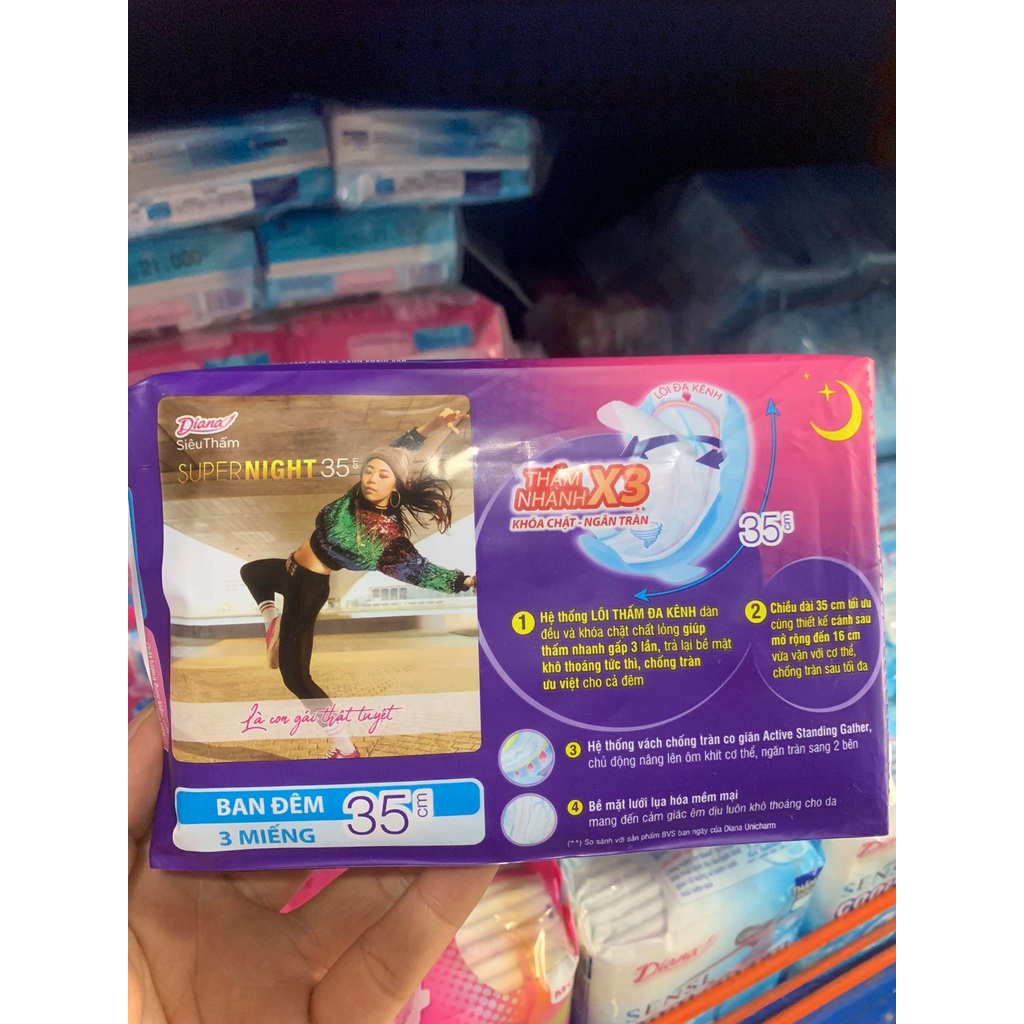 Diana
Siêu Thấm
SUPERNIGHT 35cm
Là con gái thật tuyệt
BAN ĐÊM
3 MIẾNG
35cm
LÕI ĐA KÊNH
THẤM
NHANH X3
KHÓA CHẶT - NGĂN TRÀN
35cm
1 Hệ thống LÕI THẤM ĐA KÊNH dàn
đều và khóa chặt chất lỏng giúp
thấm nhanh gấp 3 lần, trả lại bề mặt
khô thoáng tức thì, chống tràn
ưu việt cho cả đêm
2 Chiều dài 35 cm tối ưu
cùng thiết kế cánh sau
mở rộng đến 16 cm
vừa vặn với cơ thể,
chống tràn sau tối đa
3 Hệ thống vách chống tràn co giãn Active Standing Gather,
chủ động nâng lên ôm khít cơ thể, ngăn tràn sang 2 bên
4 Bề mặt lưới lụa hóa mềm mại
mang đến cảm giác êm dịu luôn khô thoáng cho da
(**) So sánh với sản phẩm BVS ban ngày của Diana Unicharm
Diana
SENSI
SENSI